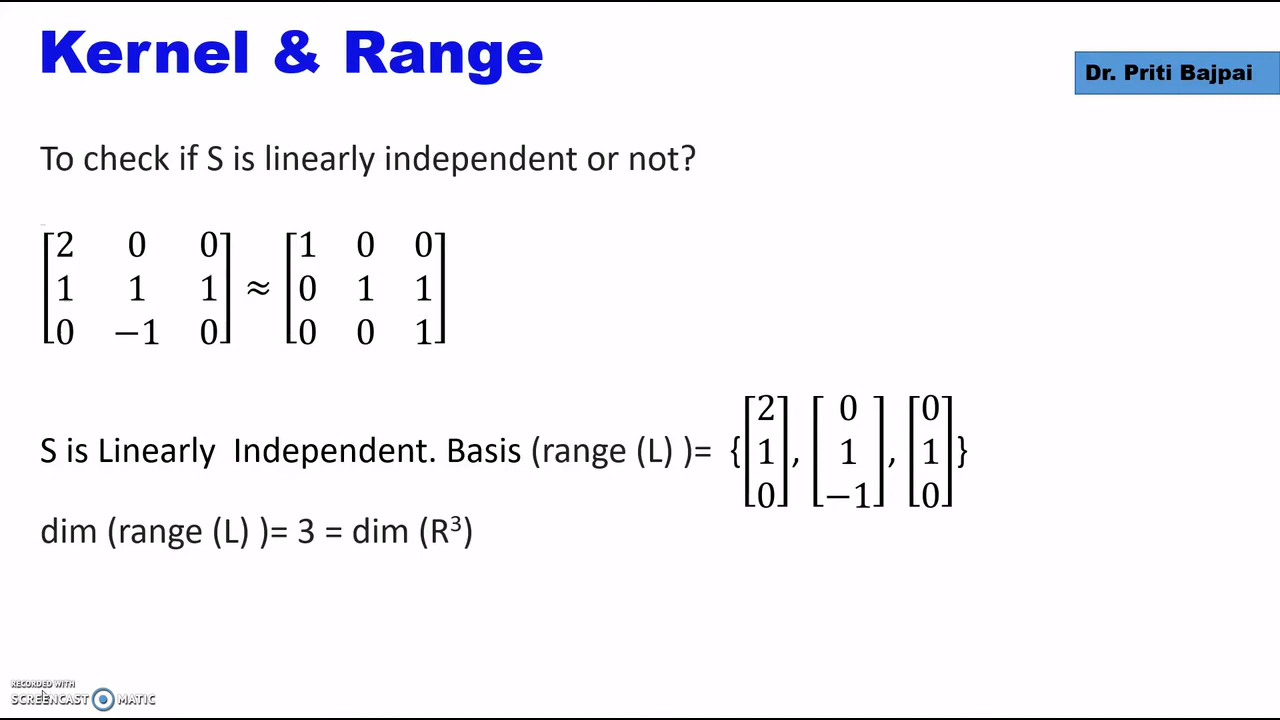 Kernel & Range
Dr. Priti Bajpai
To check if S is linearly independent or not?
[2 0 0] [1 0 0]
[1 1 1] ≈ [0 1 1]
[0 −1 0] [0 0 1]
S is Linearly Independent. Basis (range (L) )= {[2 1 0], [0 1 −1], [0 1 0]}
dim (range (L) )= 3 = dim (R³)
RECORDED WITH
SCREENCAST MATIC